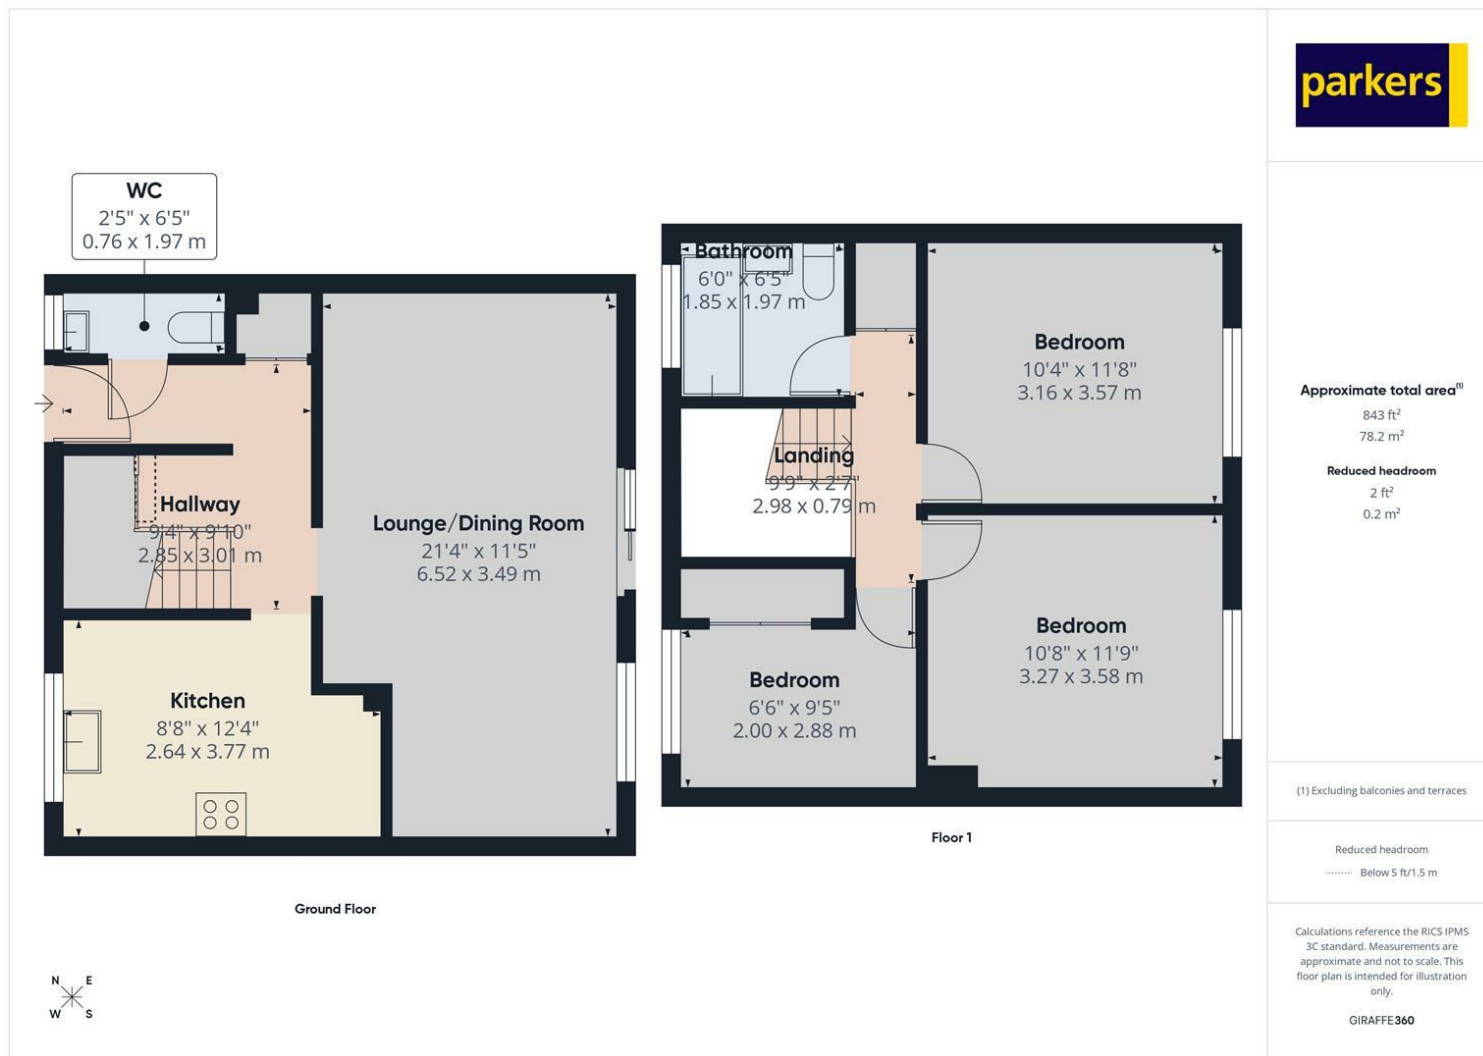 parkers
WC
2'5" x 6'5"
0.76 x 1.97 m
Hallway
9'4" x 9'10"
2.85 x 3.01 m
Lounge/Dining Room
21'4" x 11'5"
6.52 x 3.49 m
Kitchen
8'8" x 12'4"
2.64 x 3.77 m
Ground Floor
Bathroom
6'0" x 6'5"
1.85 x 1.97 m
Bedroom
10'4" x 11'8"
3.16 x 3.57 m
Landing
9'9" x 2'7"
2.98 x 0.79 m
Bedroom
10'8" x 11'9"
3.27 x 3.58 m
Bedroom
6'6" x 9'5"
2.00 x 2.88 m
Floor 1
N E
W S
Approximate total area(1)
843 ft²
78.2 m²
Reduced headroom
2 ft²
0.2 m²
(1) Excluding balconies and terraces
Reduced headroom
Below 5 ft/1.5 m
Calculations reference the RICS IPMS
3C standard. Measurements are
approximate and not to scale. This
floor plan is intended for illustration
only.
GIRAFFE360